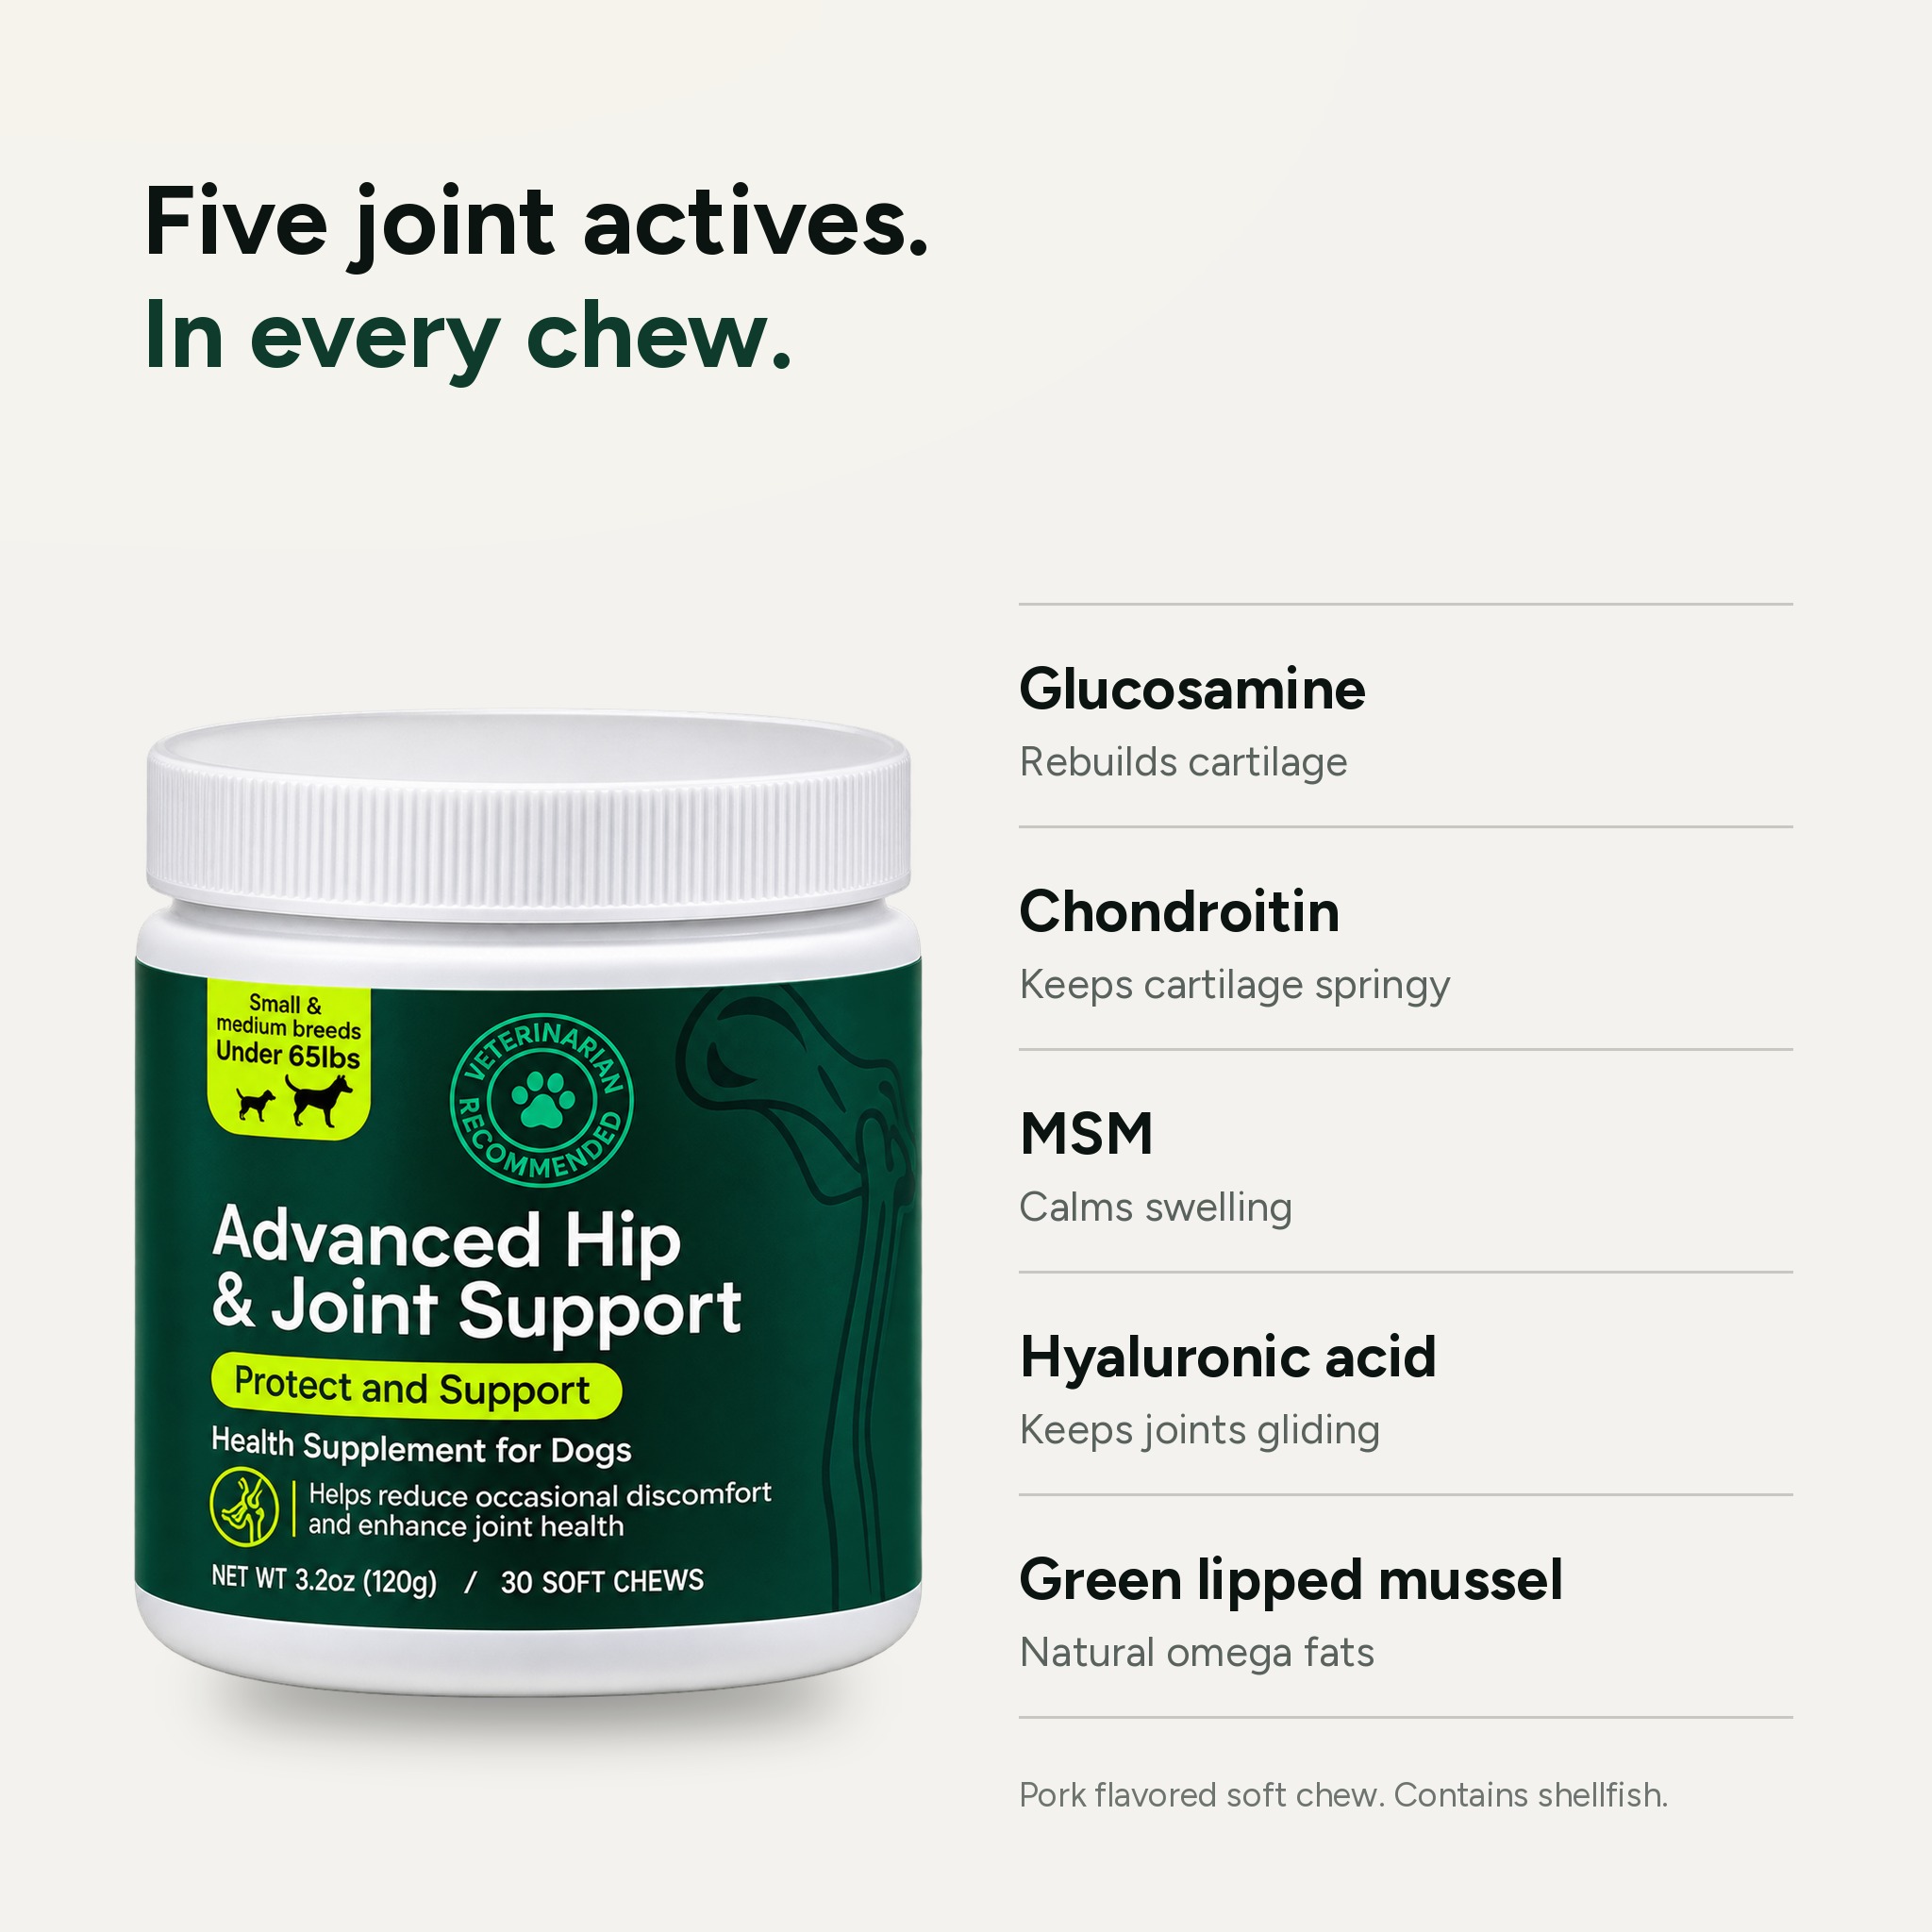 Five joint actives.
In every chew.
Small &
medium breeds
Under 65lbs
VETERINARIAN
RECOMMENDED
Advanced Hip
& Joint Support
Protect and Support
Health Supplement for Dogs
Helps reduce occasional discomfort
and enhance joint health
NET WT 3.2oz (120g) / 30 SOFT CHEWS
Glucosamine
Rebuilds cartilage
Chondroitin
Keeps cartilage springy
MSM
Calms swelling
Hyaluronic acid
Keeps joints gliding
Green lipped mussel
Natural omega fats
Pork flavored soft chew. Contains shellfish.